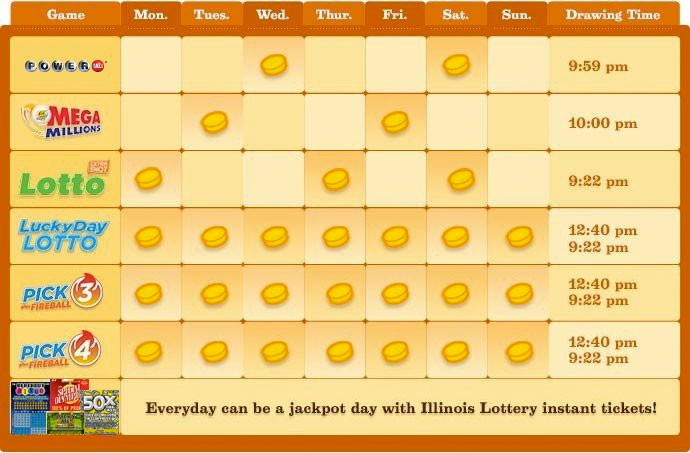 Game Mon. Tues. Wed. Thur. Fri. Sat. Sun. Drawing Time
POWERBALL 9:59 pm
MEGA
MILLIONS
10:00 pm
EXTRA
SHOT
Lotto
9:22 pm
LuckyDay
LOTTO
12:40 pm
9:22 pm
PICK 3
plus FIREBALL
12:40 pm
9:22 pm
PICK 4
plus FIREBALL
12:40 pm
9:22 pm
50X
Everyday can be a jackpot day with Illinois Lottery instant tickets!